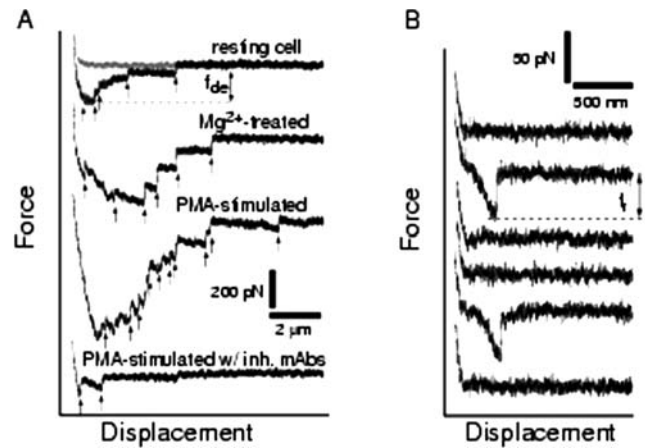 A
resting cell
fde
Mg2+-treated
PMA-stimulated
200 pN
2 μm
PMA-stimulated w/ inh. mAbs
Force
Displacement
B
50 pN
500 nm
Force
Displacement